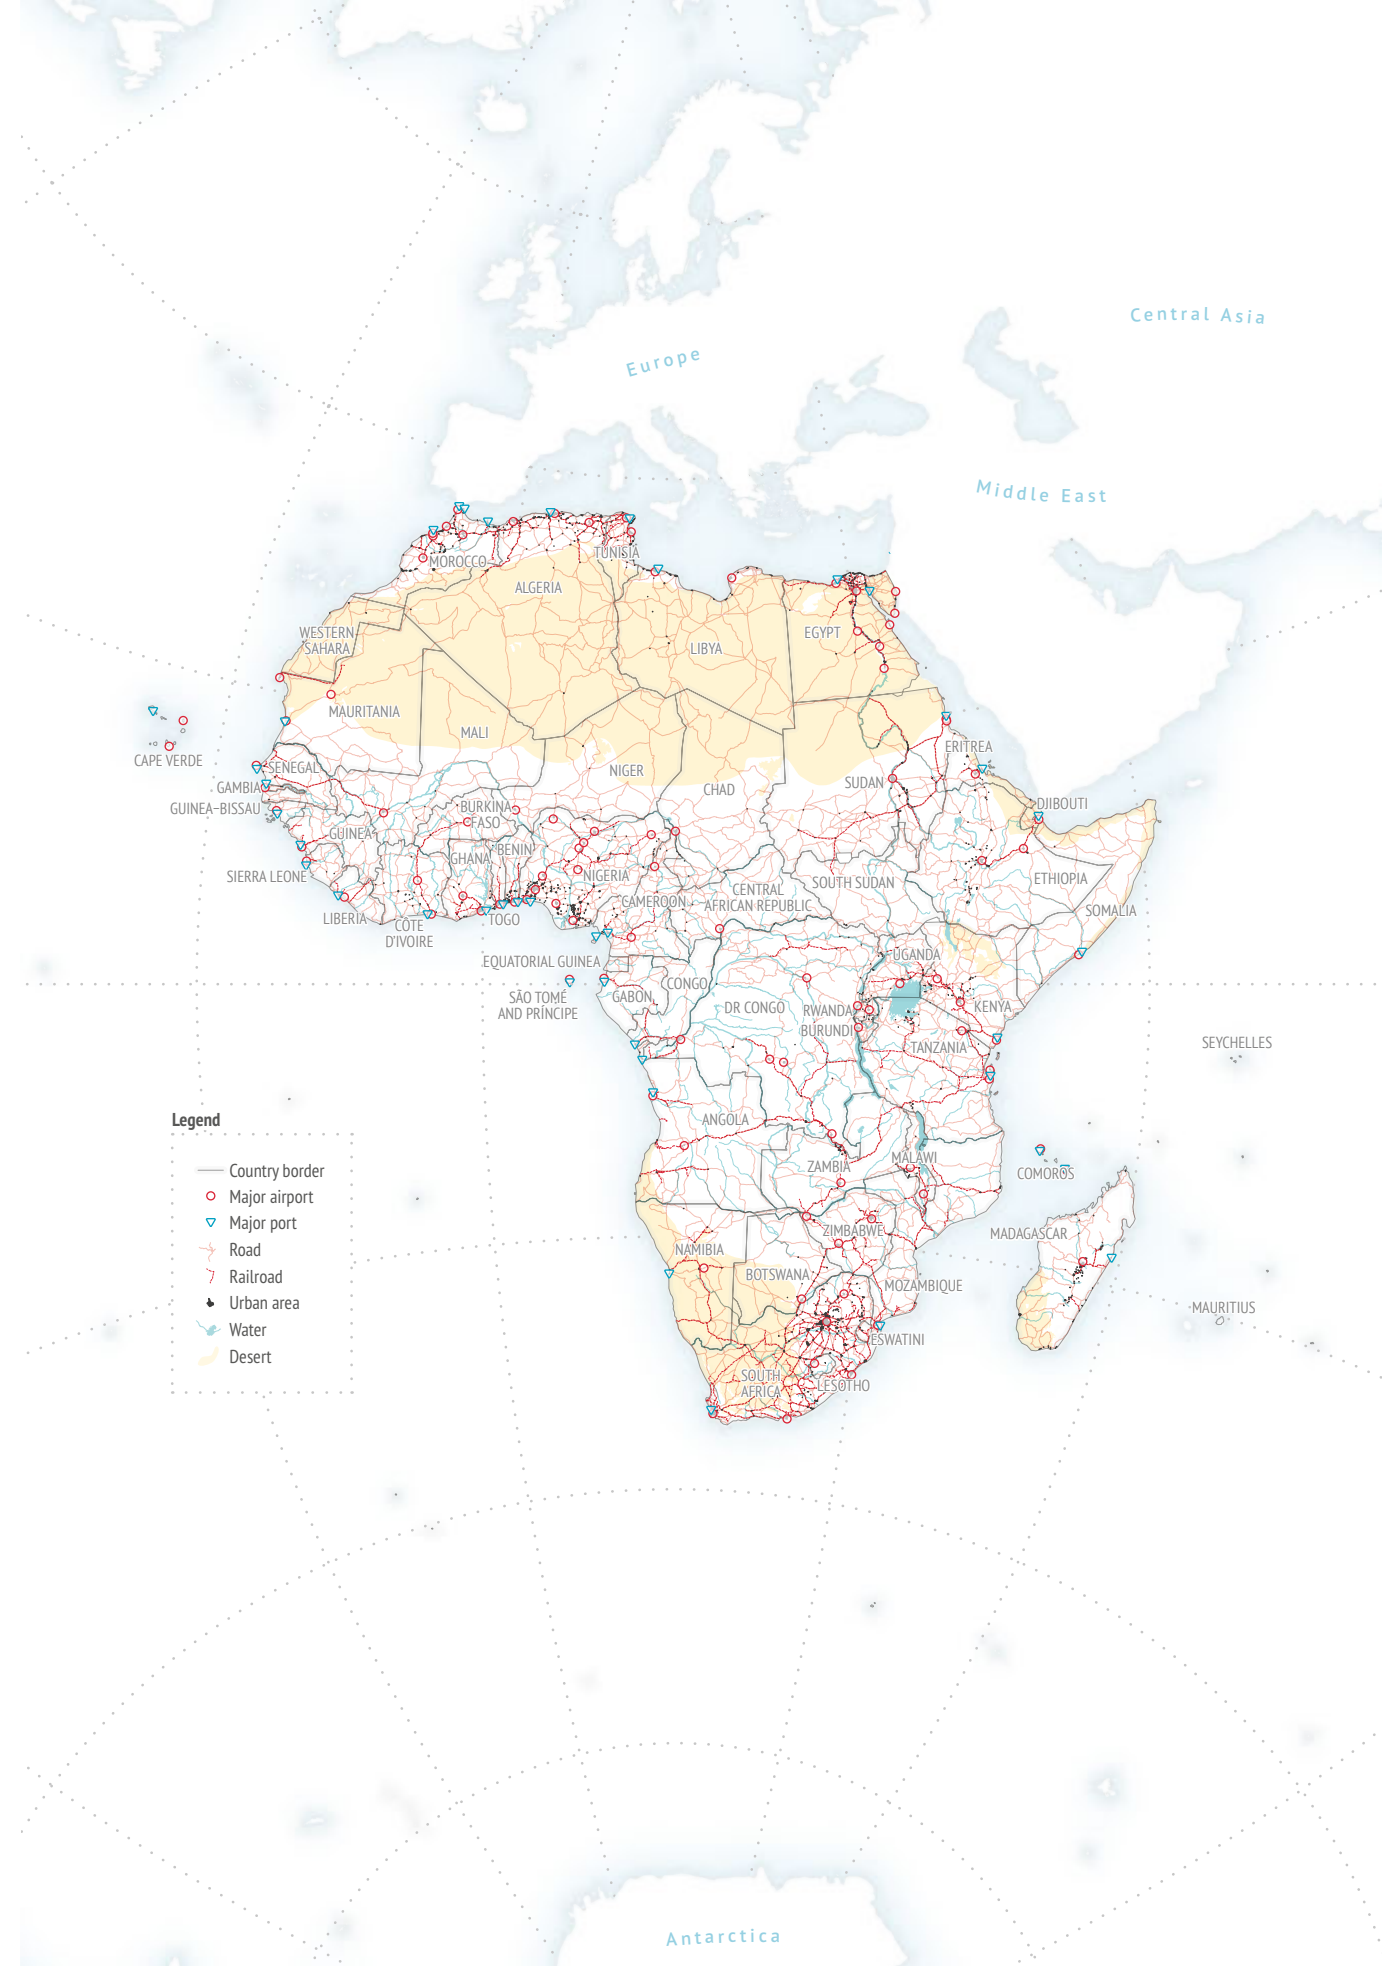 Central Asia
Europe
Middle East
TUNISIA
MOROCCO
ALGERIA
WESTERN
SAHARA
EGYPT
LIBYA
MAURITANIA
MALI
ERITREA
CAPE VERDE
SENEGAL
NIGER
SUDAN
GAMBIA
CHAD
DJIBOUTI
GUINEA-BISSAU
BURKINA
FASO
GUINEA
BENIN
GHANA
SIERRA LEONE
NIGERIA
SOUTH SUDAN
ETHIOPIA
CENTRAL
AFRICAN REPUBLIC
CAMEROON
SOMALIA
LIBERIA
TOGO
CÔTE
D'IVOIRE
UGANDA
EQUATORIAL GUINEA
CONGO
GABON
SÃO TOMÉ
AND PRÍNCIPE
DR CONGO
RWANDA
KENYA
BURUNDI
SEYCHELLES
TANZANIA
ANGOLA
MALAWI
ZAMBIA
COMOROS
ZIMBABWE
MADAGASCAR
NAMIBIA
BOTSWANA
MOZAMBIQUE
MAURITIUS
ESWATINI
SOUTH
AFRICA
LESOTHO
Legend
Country border
Major airport
Major port
Road
Railroad
Urban area
Water
Desert
Antarctica